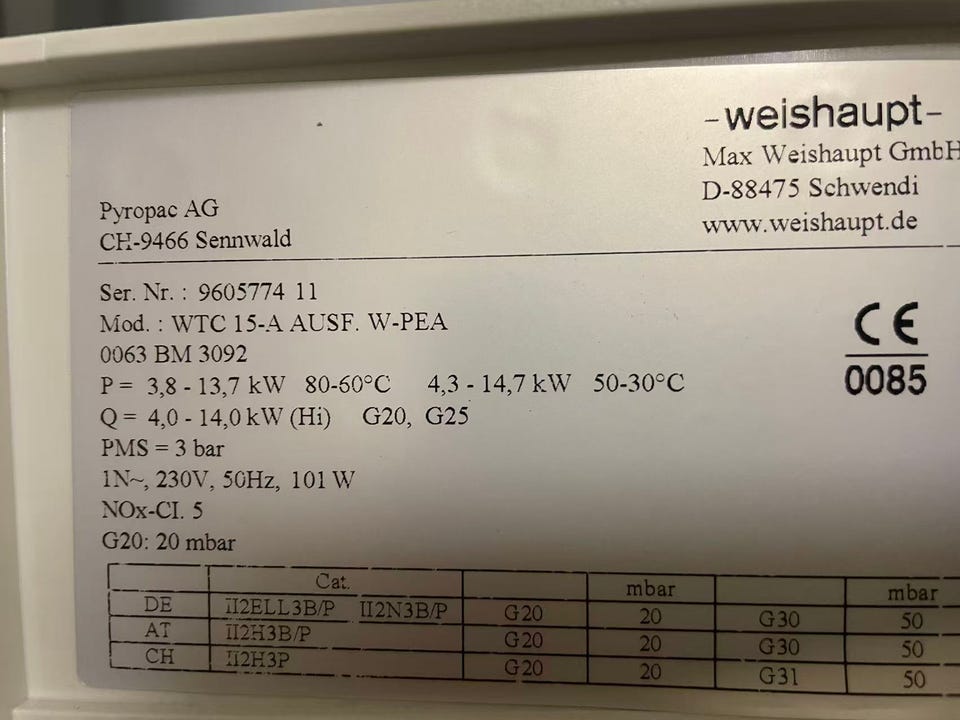 -weishaupt-
Max Weishaupt GmbH
D-88475 Schwendi
www.weishaupt.de
Pyropac AG
CH-9466 Sennwald
Ser. Nr. : 9605774 11
Mod. : WTC 15-A AUSF. W-PEA
0063 BM 3092
P = 3,8 - 13,7 kW 80-60°C 4,3 - 14,7 kW 50-30°C
Q = 4,0 - 14,0 kW (Hi) G20, G25
PMS = 3 bar
1N~, 230V, 50Hz, 101 W
NOx-Cl. 5
G20: 20 mbar
CE
0085
Cat. mbar mbar
DE II2ELL3B/P II2N3B/P G20 20 G30 50
AT II2H3B/P G20 20 G30 50
CH II2H3P G20 20 G31 50